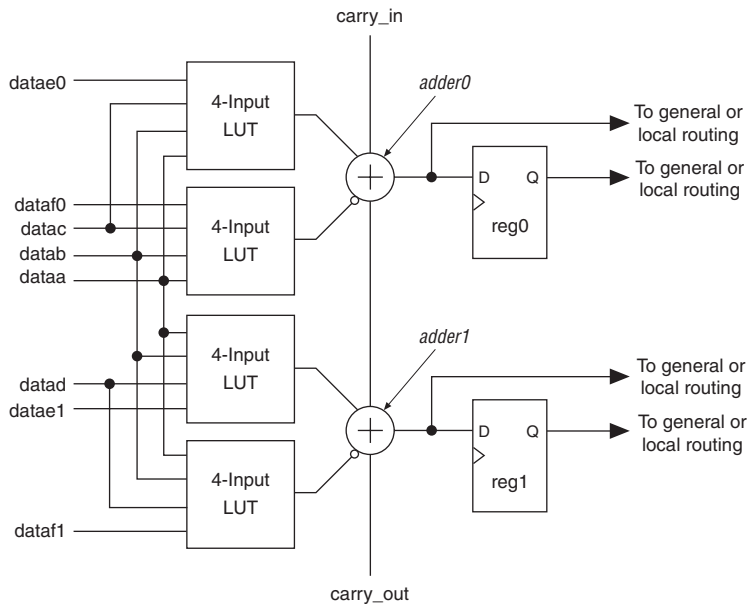 carry_in
datae0
4-Input
LUT
adder0
To general or
local routing
dataf0
datac
datab
dataa
4-Input
LUT
D Q
reg0
To general or
local routing
4-Input
LUT
adder1
To general or
local routing
datad
datae1
D Q
reg1
To general or
local routing
4-Input
LUT
dataf1
carry_out